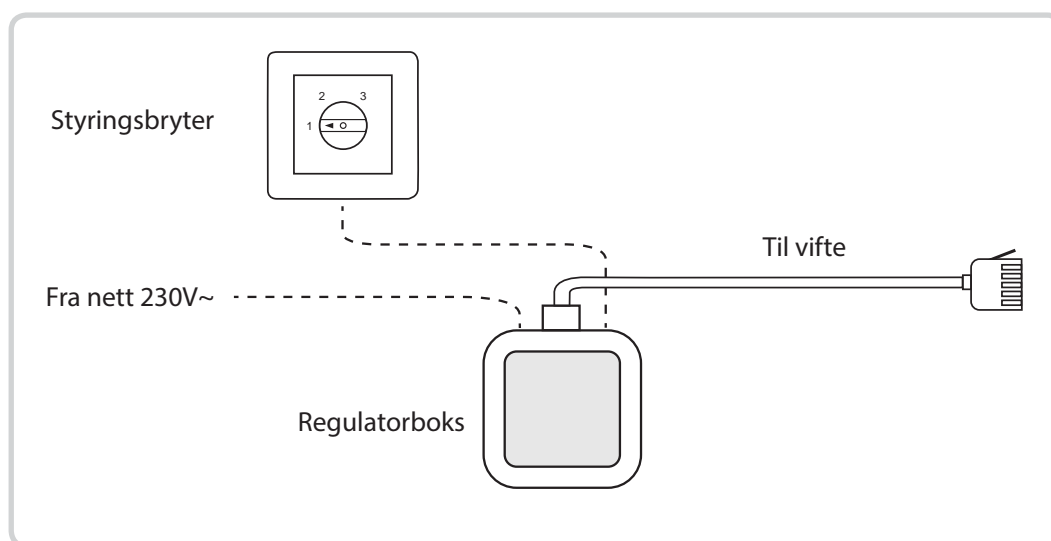 2 3
Styringsbryter
1
Til vifte
Fra nett 230V~
Regulatorboks